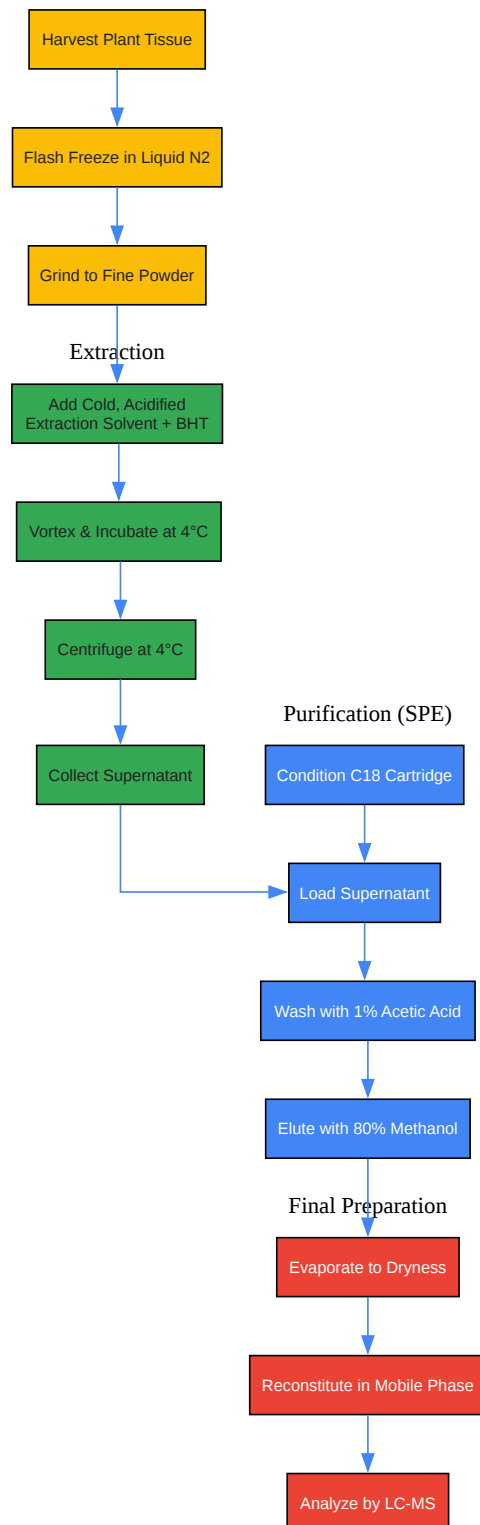 Harvest Plant Tissue
Flash Freeze in Liquid N2
Grind to Fine Powder
Extraction
Add Cold, Acidified
Extraction Solvent + BHT
Vortex & Incubate at 4°C
Centrifuge at 4°C
Collect Supernatant
Purification (SPE)
Condition C18 Cartridge
Load Supernatant
Wash with 1% Acetic Acid
Elute with 80% Methanol
Final Preparation
Evaporate to Dryness
Reconstitute in Mobile Phase
Analyze by LC-MS